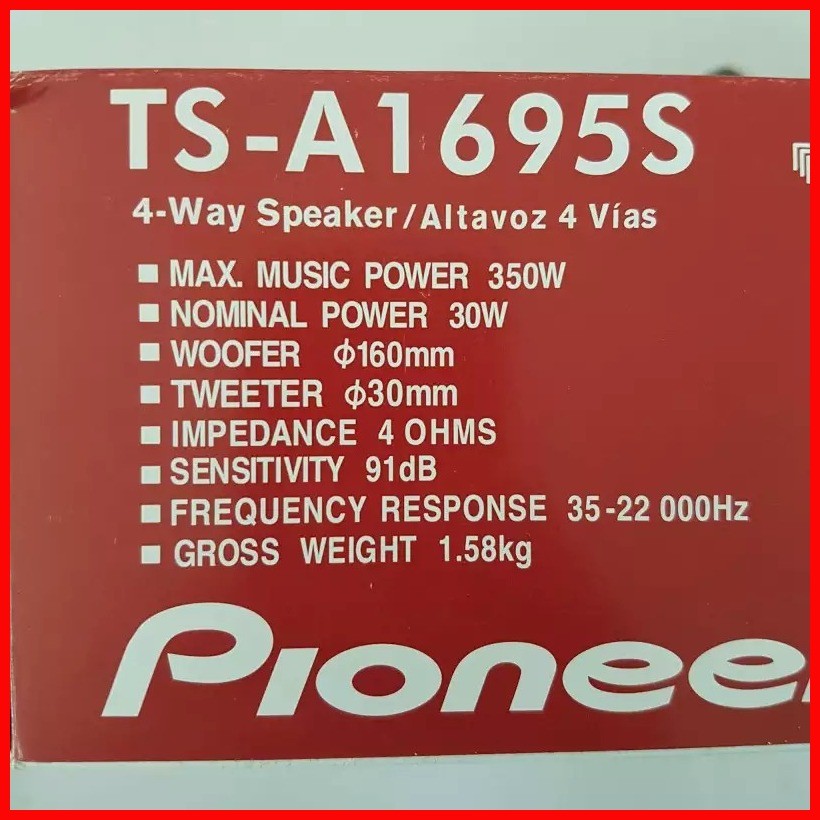 TS-A1695S
4-Way Speaker/Altavoz 4 Vías
■ MAX. MUSIC POWER 350W
■ NOMINAL POWER 30W
■ WOOFER ϕ160mm
■ TWEETER ϕ30mm
■ IMPEDANCE 4 OHMS
■ SENSITIVITY 91dB
■ FREQUENCY RESPONSE 35-22 000Hz
■ GROSS WEIGHT 1.58kg
Pioneer